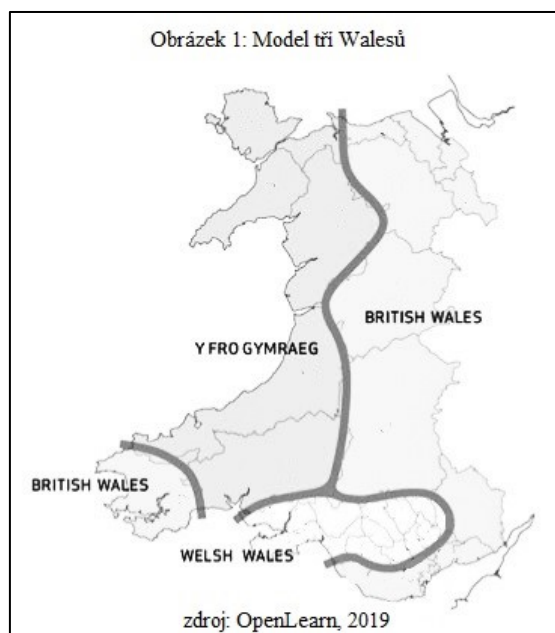 Obrázek 1: Model tří Walesů
BRITISH WALES
Y FRO GYMRAEG
BRITISH WALES
WELSH WALES
zdroj: OpenLearn, 2019